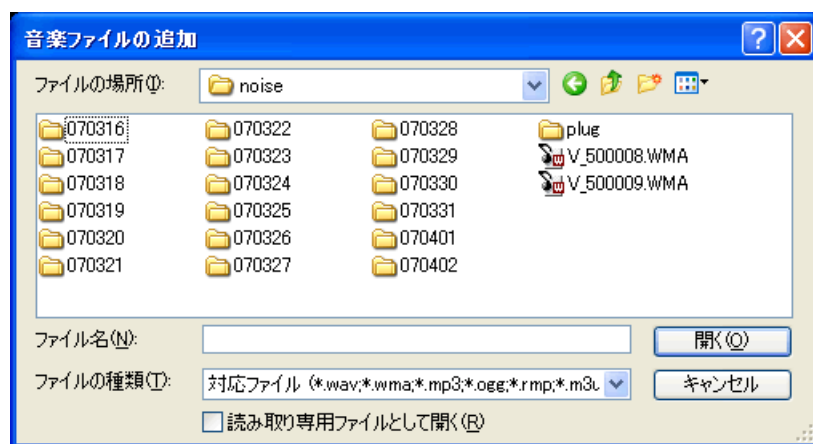 音楽ファイルの追加
ファイルの場所(I):
noise
070316
070322
070328
plug
070317
070323
070329
V_500008.WMA
070318
070324
070330
V_500009.WMA
070319
070325
070331
070320
070326
070401
070321
070327
070402
ファイル名(N):
開く(O)
ファイルの種類(T):
対応ファイル (*.wav;*.wma;*.mp3;*.ogg;*.rmp;*.m3u
キャンセル
読み取り専用ファイルとして開く(R)